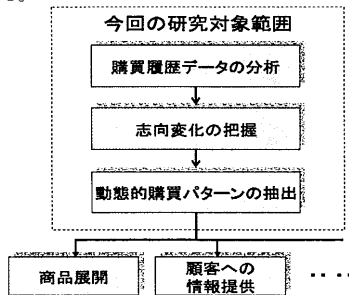 今回の研究対象範囲
購買履歴データの分析
志向変化の把握
動態的購買パターンの抽出
商品展開
顧客への
情報提供
・・・